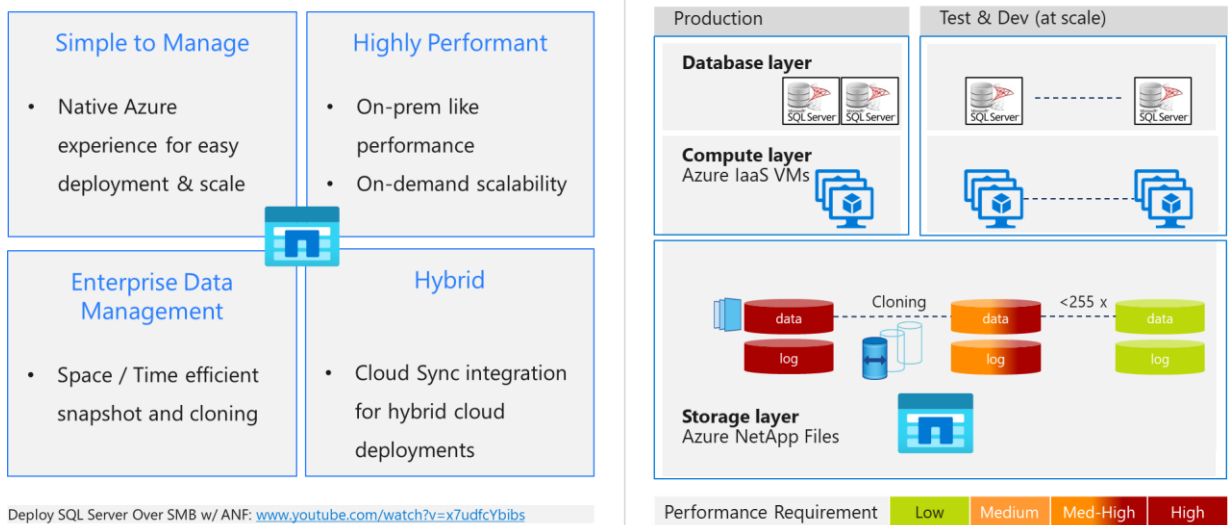 Simple to Manage
• Native Azure
experience for easy
deployment & scale
Highly Performant
• On-prem like
performance
• On-demand scalability
Enterprise Data
Management
• Space / Time efficient
snapshot and cloning
Hybrid
• Cloud Sync integration
for hybrid cloud
deployments
Deploy SQL Server Over SMB w/ ANF: www.youtube.com/watch?v=x7udfcYbibs
Production
Test & Dev (at scale)
Database layer
SQL Server
SQL Server
SQL Server
SQL Server
Compute layer
Azure IaaS VMs
Cloning
<255 x
data
data
data
log
log
log
Storage layer
Azure NetApp Files
Performance Requirement
Low
Medium
Med-High
High